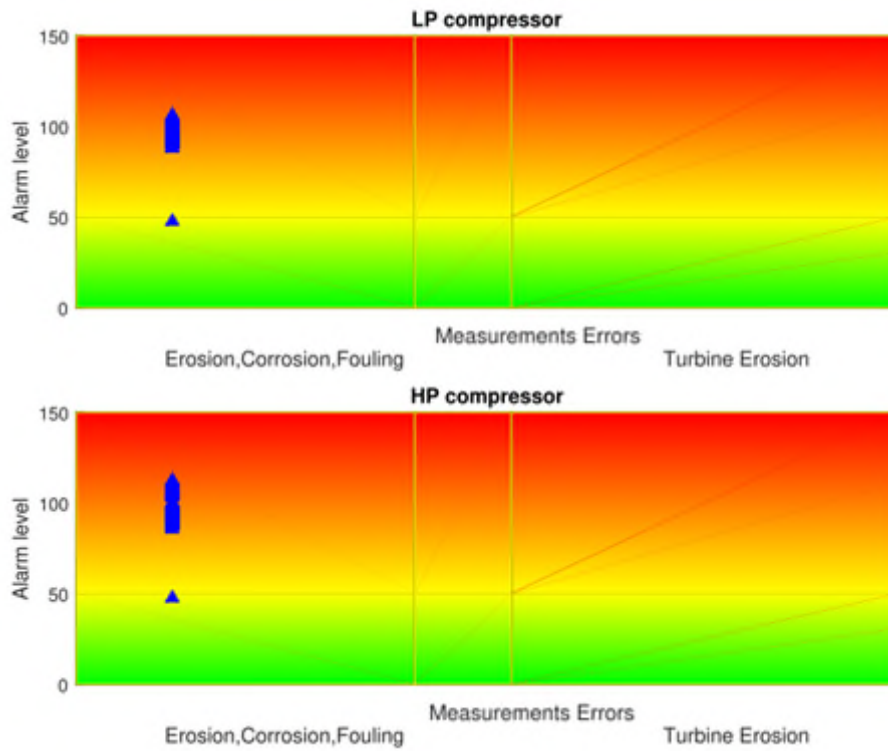 LP compressor
150
100
50
0
Alarm level
Measurements Errors
Erosion,Corrosion,Fouling Turbine Erosion
HP compressor
150
100
50
0
Alarm level
Measurements Errors
Erosion,Corrosion,Fouling Turbine Erosion